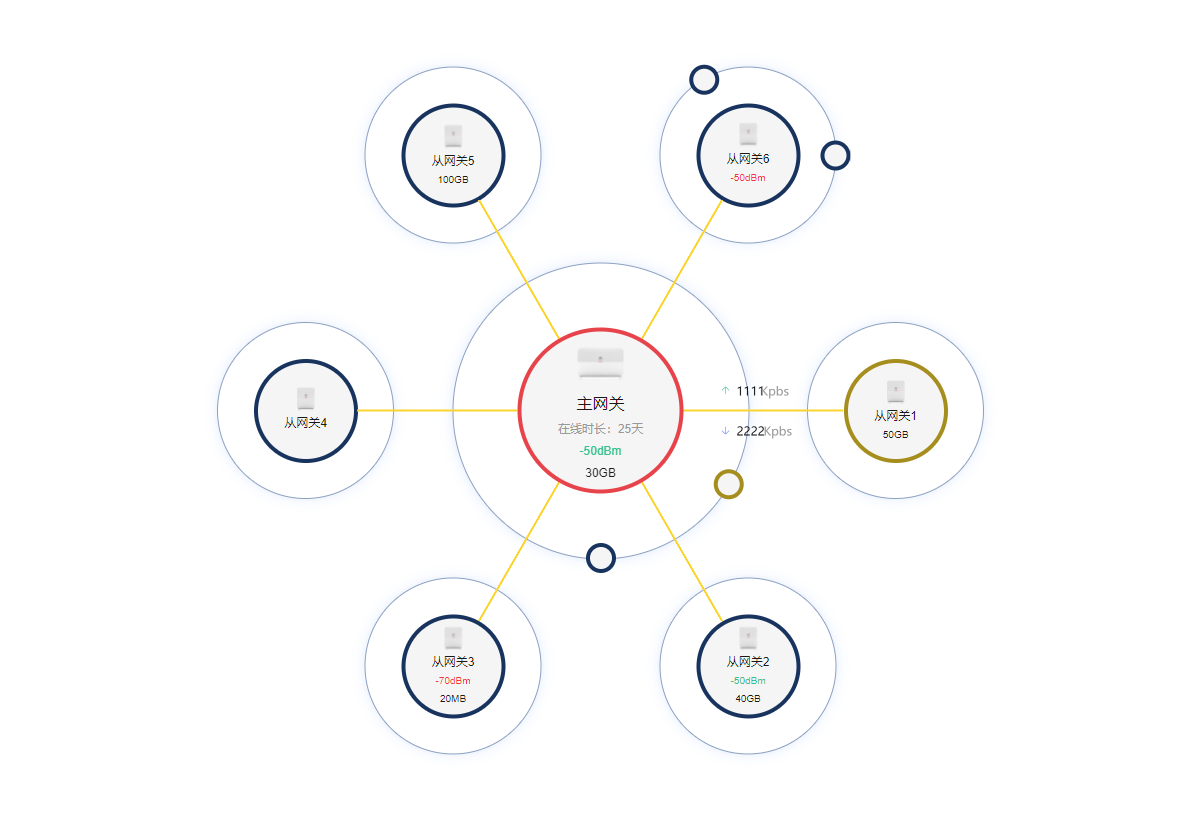 从网关5
100GB
从网关6
-50dBm
从网关4
主网关
在线时长：25天
-50dBm
30GB
↑ 1111Kpbs
↓ 2222Kpbs
从网关1
50GB
从网关3
-70dBm
20MB
从网关2
-50dBm
40GB